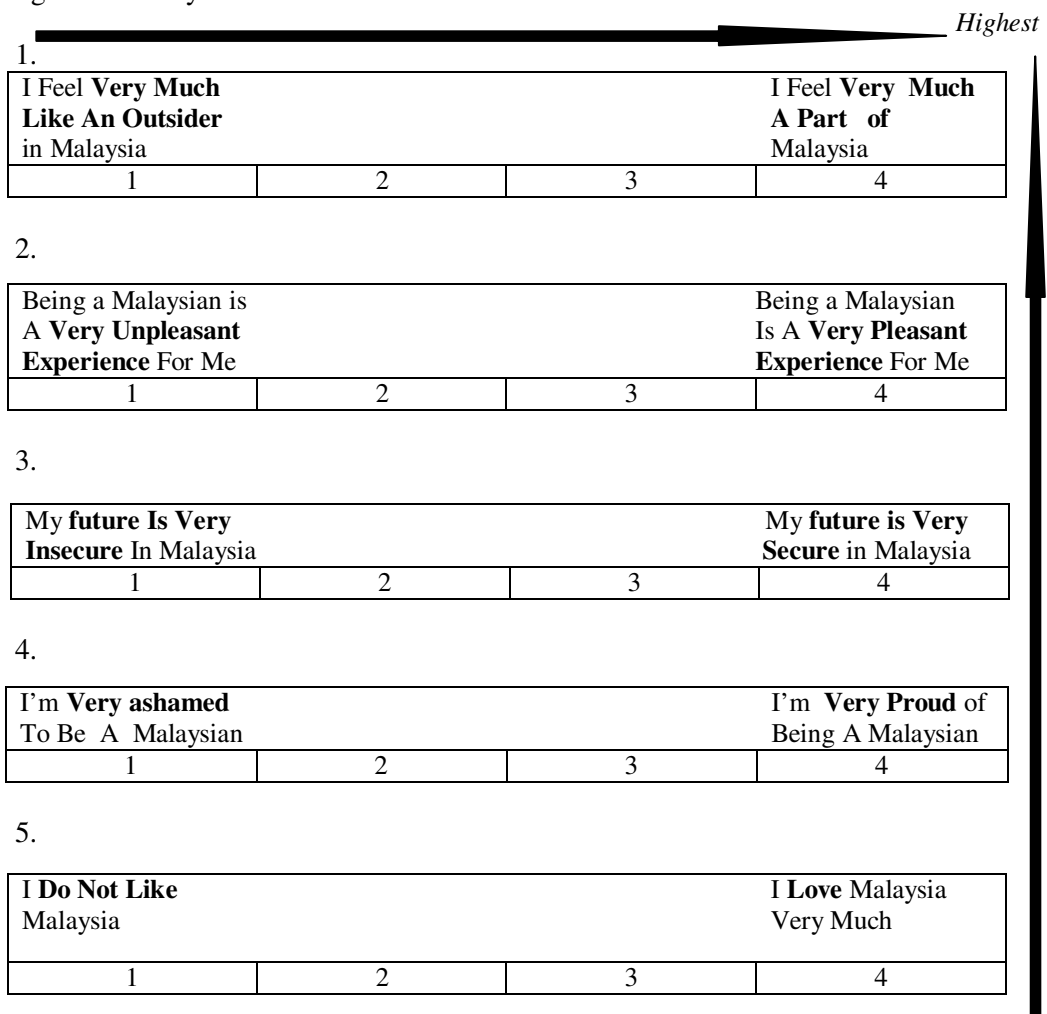 Highest
1.
I Feel Very Much I Feel Very Much
Like An Outsider A Part of
in Malaysia Malaysia
1 2 3 4
2.
Being a Malaysian is Being a Malaysian
A Very Unpleasant Is A Very Pleasant
Experience For Me Experience For Me
1 2 3 4
3.
My future Is Very My future is Very
Insecure In Malaysia Secure in Malaysia
1 2 3 4
4.
I'm Very ashamed I'm Very Proud of
To Be A Malaysian Being A Malaysian
1 2 3 4
5.
I Do Not Like I Love Malaysia
Malaysia Very Much
1 2 3 4